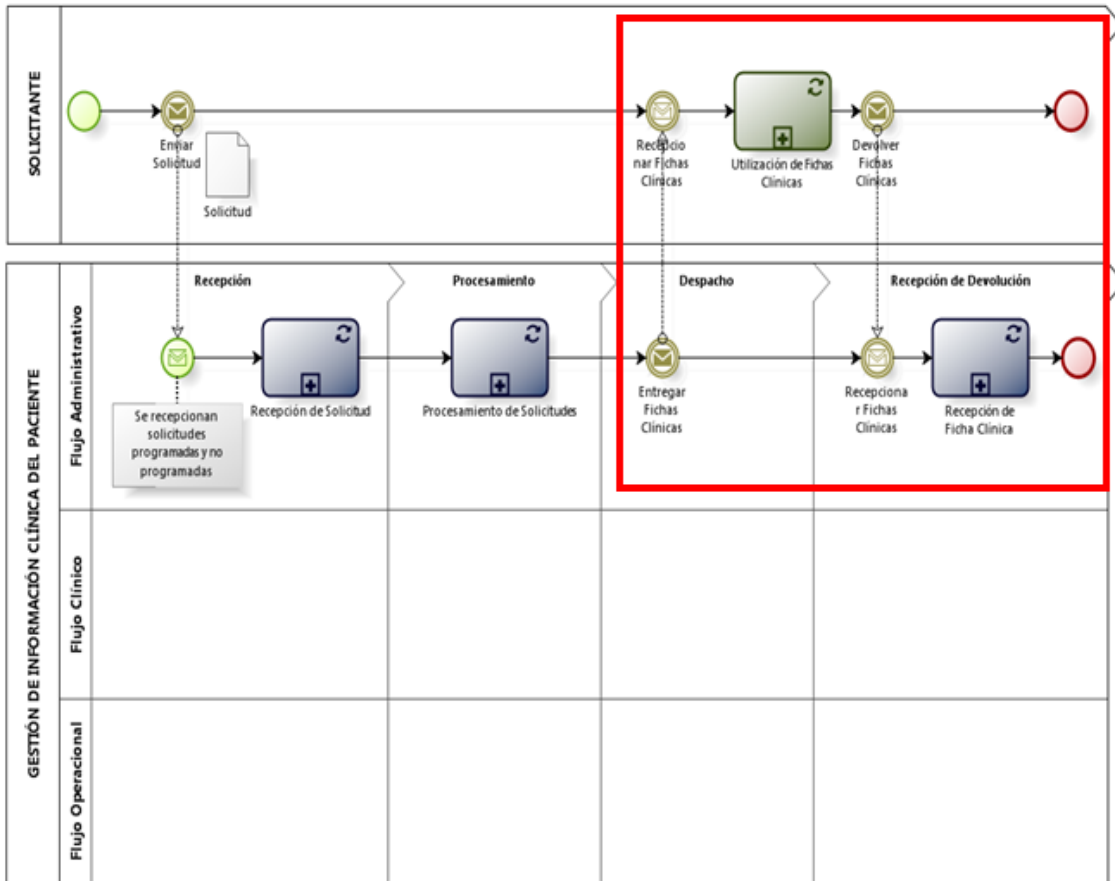 SOLICITANTE
Enviar
Solicitud
Solicitud
Recepcio
nar Fichas
Clínicas
Utilización de Fichas
Clínicas
Devolver
Fichas
Clínicas
GESTIÓN DE INFORMACIÓN CLÍNICA DEL PACIENTE
Recepción
Procesamiento
Despacho
Recepción de Devolución
Flujo Administrativo
Se recepcionan
solicitudes
programadas y no
programadas
Recepción de Solicitud
Procesamiento de Solicitudes
Entregar
Fichas
Clínicas
Recepciona
r Fichas
Clínicas
Recepción de
Ficha Clínica
Flujo Clínico
Flujo Operacional